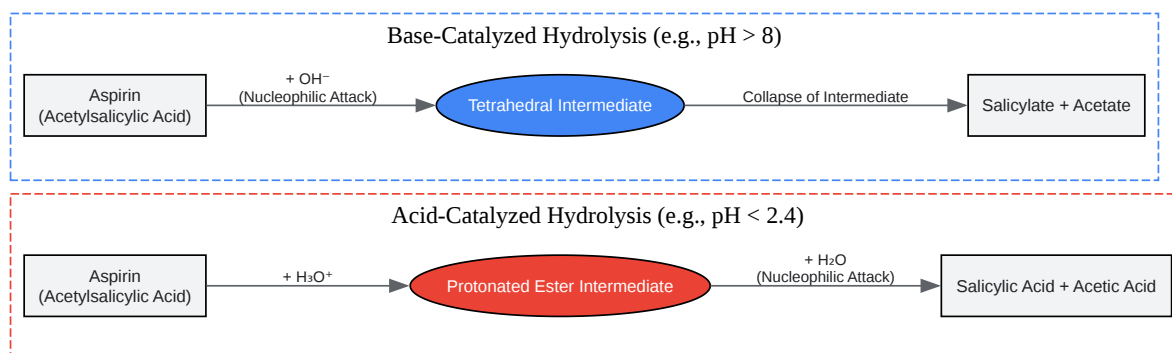 Base-Catalyzed Hydrolysis (e.g., pH > 8)
Aspirin
(Acetylsalicylic Acid)
+ OH⁻
(Nucleophilic Attack)
Tetrahedral Intermediate
Collapse of Intermediate
Salicylate + Acetate
Acid-Catalyzed Hydrolysis (e.g., pH < 2.4)
Aspirin
(Acetylsalicylic Acid)
+ H₃O⁺
Protonated Ester Intermediate
+ H₂O
(Nucleophilic Attack)
Salicylic Acid + Acetic Acid